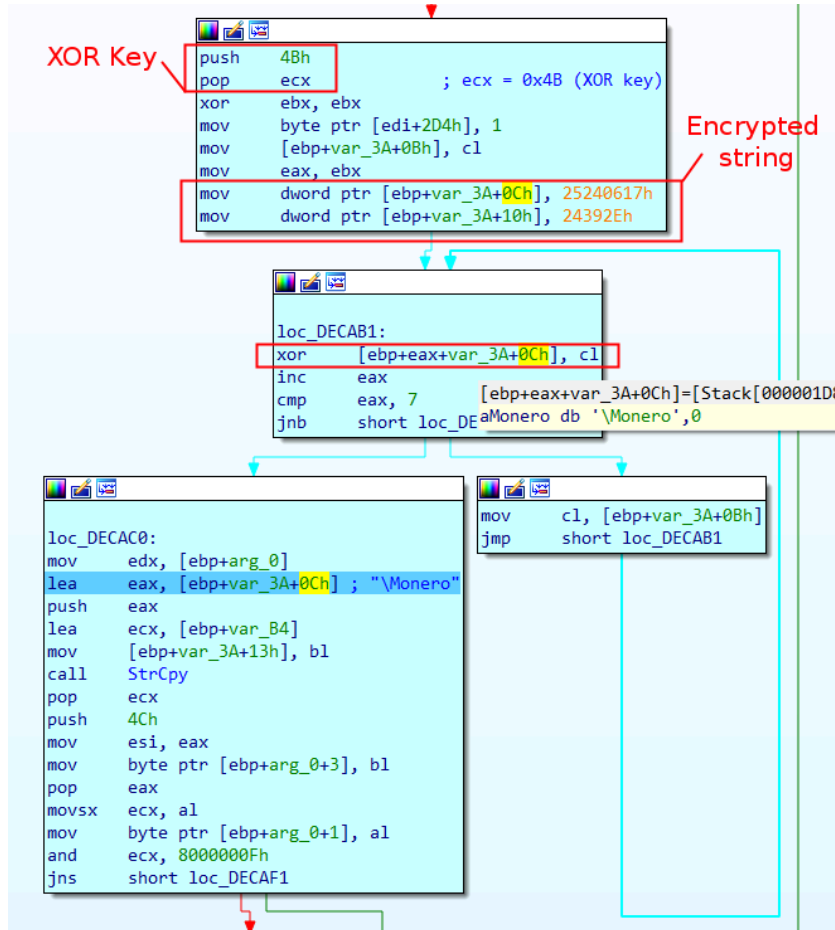 XOR Key
push 4Bh
pop ecx ; ecx = 0x4B (XOR key)
xor ebx, ebx
mov byte ptr [edi+2D4h], 1
mov [ebp+var_3A+0Bh], cl
mov eax, ebx
mov dword ptr [ebp+var_3A+0Ch], 25240617h
mov dword ptr [ebp+var_3A+10h], 24392Eh
Encrypted
string
loc_DECAB1:
xor [ebp+eax+var_3A+0Ch], cl
inc eax
cmp eax, 7
jnb short loc_DE
[ebp+eax+var_3A+0Ch]=[Stack[000001D8
aMonero db '\Monero',0
loc_DECAC0:
mov edx, [ebp+arg_0]
lea eax, [ebp+var_3A+0Ch] ; "\Monero"
push eax
lea ecx, [ebp+var_B4]
mov [ebp+var_3A+13h], bl
call StrCpy
pop ecx
push 4Ch
mov esi, eax
mov byte ptr [ebp+arg_0+3], bl
pop eax
movsx ecx, al
mov byte ptr [ebp+arg_0+1], al
and ecx, 8000000Fh
jns short loc_DECAF1
mov cl, [ebp+var_3A+0Bh]
jmp short loc_DECAB1